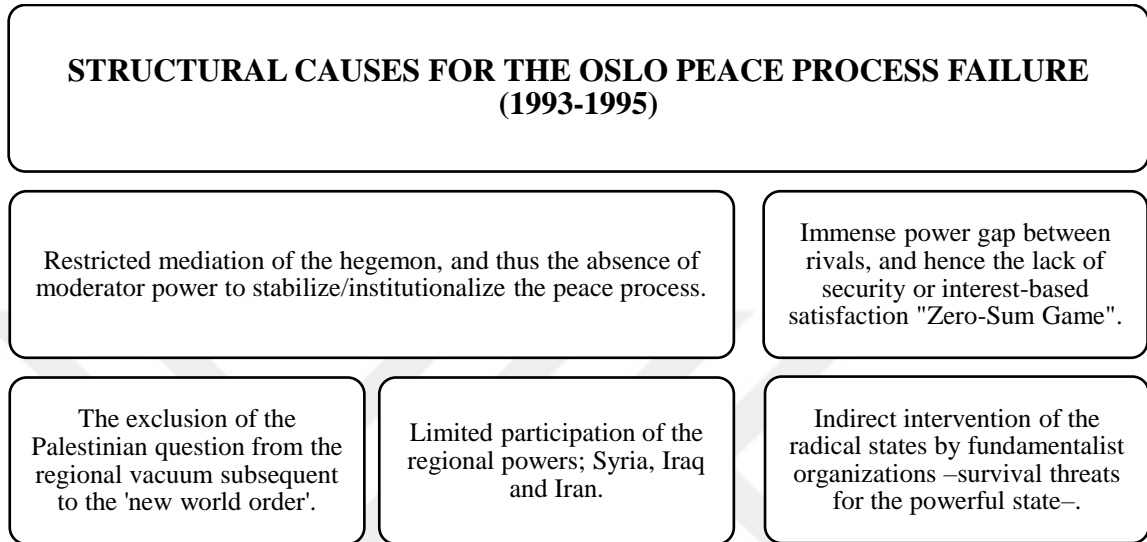 STRUCTURAL CAUSES FOR THE OSLO PEACE PROCESS FAILURE
(1993-1995)
Restricted mediation of the hegemon, and thus the absence of
moderator power to stabilize/institutionalize the peace process.
Immense power gap between
rivals, and hence the lack of
security or interest-based
satisfaction "Zero-Sum Game".
The exclusion of the
Palestinian question from the
regional vacuum subsequent
to the 'new world order'.
Limited participation of the
regional powers; Syria, Iraq
and Iran.
Indirect intervention of the
radical states by fundamentalist
organizations –survival threats
for the powerful state–.